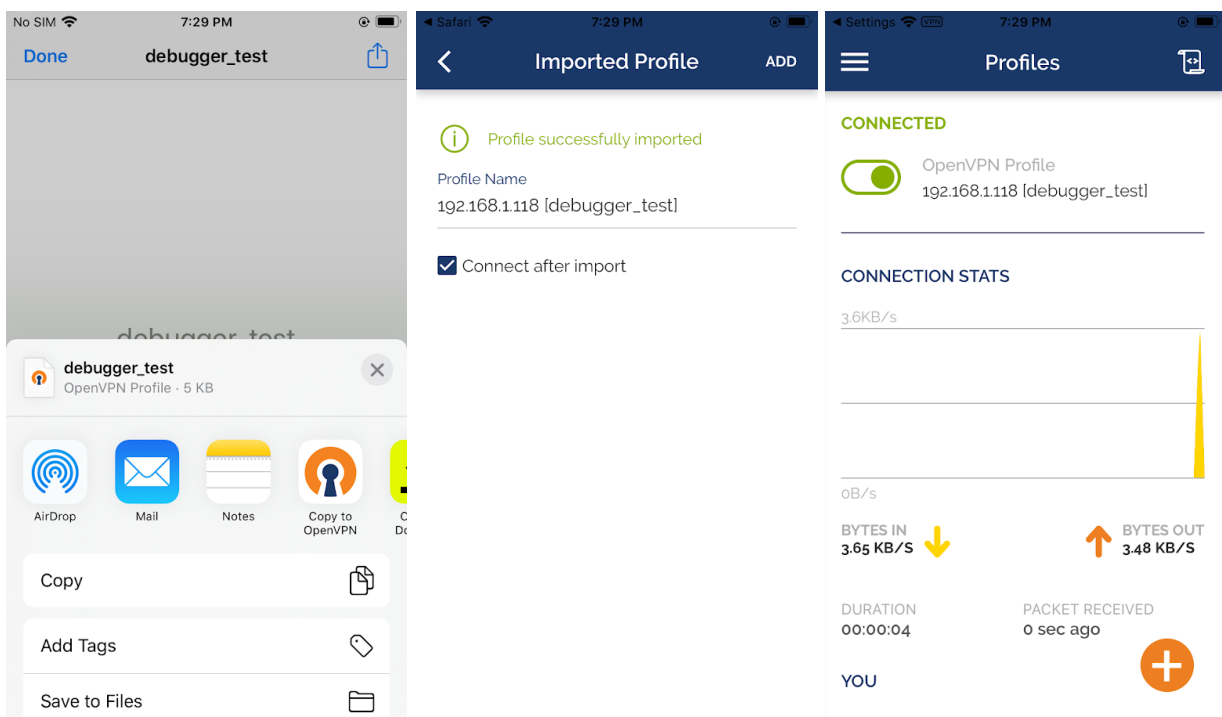 No SIM 7:29 PM
Done debugger_test
debugger_test
debugger_test
OpenVPN Profile · 5 KB
AirDrop Mail Notes Copy to OpenVPN
Copy
Add Tags
Save to Files
Safari 7:29 PM
Imported Profile ADD
Profile successfully imported
Profile Name
192.168.1.118 [debugger_test]
Connect after import
Settings VPN 7:29 PM
Profiles
CONNECTED
OpenVPN Profile
192.168.1.118 [debugger_test]
CONNECTION STATS
3.6KB/s
0B/s
BYTES IN BYTES OUT
3.65 KB/S 3.48 KB/S
DURATION PACKET RECEIVED
00:00:04 0 sec ago
YOU